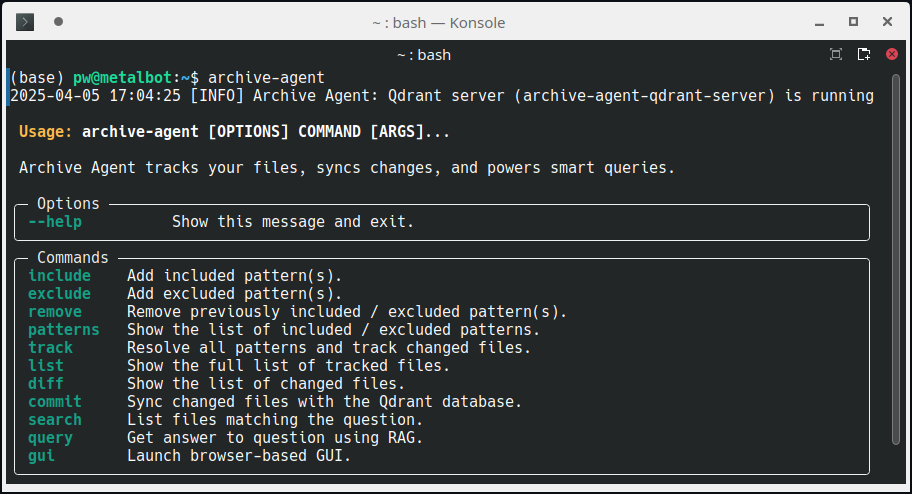 ~ : bash — Konsole
~ : bash
(base) pw@metalbot:~$ archive-agent
2025-04-05 17:04:25 [INFO] Archive Agent: Qdrant server (archive-agent-qdrant-server) is running
Usage: archive-agent [OPTIONS] COMMAND [ARGS]...
Archive Agent tracks your files, syncs changes, and powers smart queries.
Options
--help Show this message and exit.
Commands
include Add included pattern(s).
exclude Add excluded pattern(s).
remove Remove previously included / excluded pattern(s).
patterns Show the list of included / excluded patterns.
track Resolve all patterns and track changed files.
list Show the full list of tracked files.
diff Show the list of changed files.
commit Sync changed files with the Qdrant database.
search List files matching the question.
query Get answer to question using RAG.
gui Launch browser-based GUI.